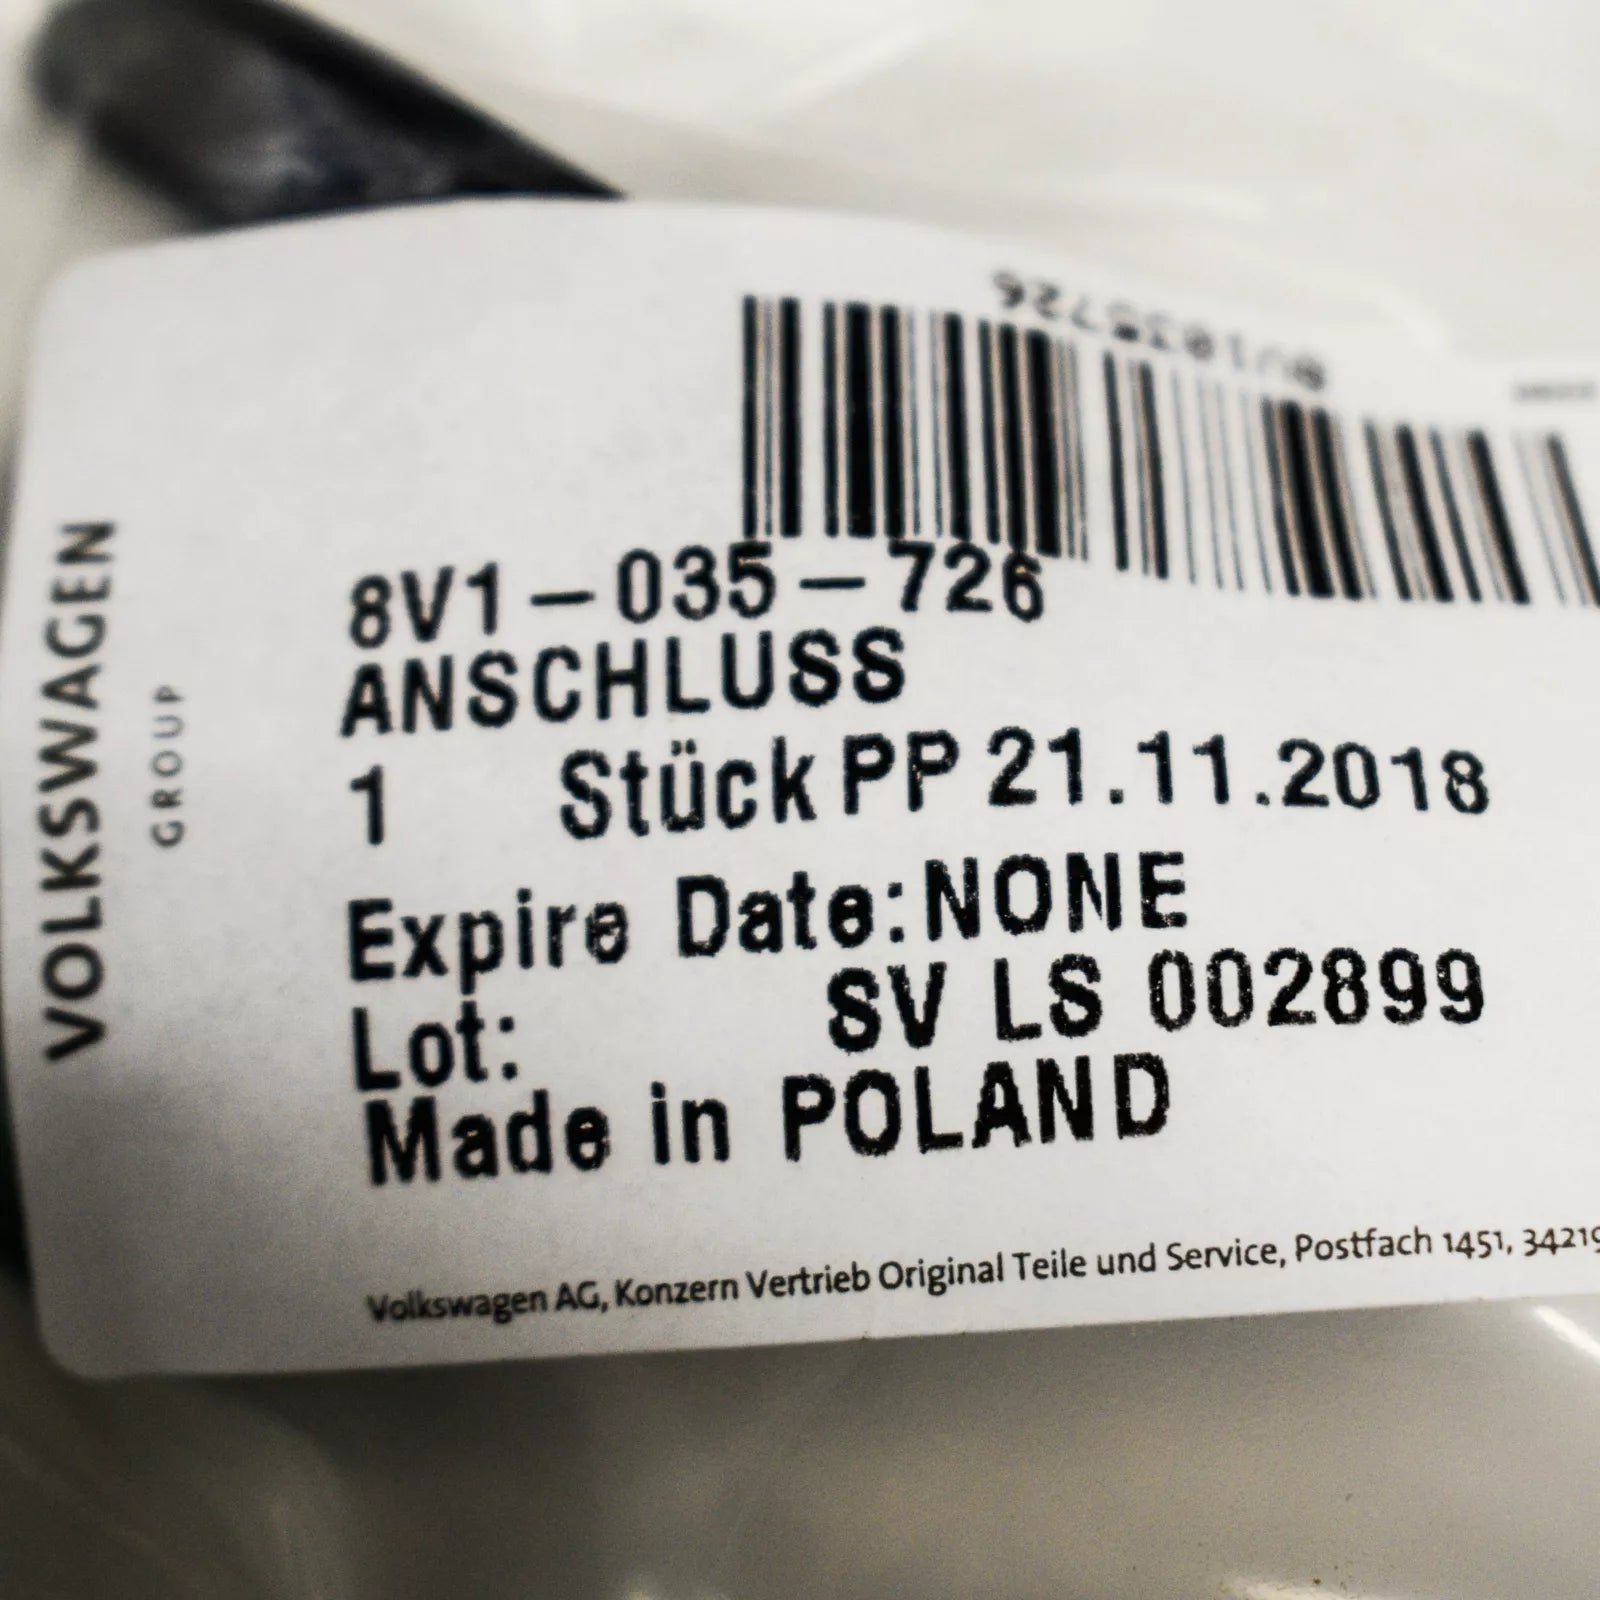 VOLKSWAGEN
GROUP
8V1035726
8V1-035-726
ANSCHLUSS
1 Stück PP 21.11.2018
Expire Date:NONE
Lot: SV LS 002899
Made in POLAND
Volkswagen AG, Konzern Vertrieb Original Teile und Service, Postfach 1451, 34219